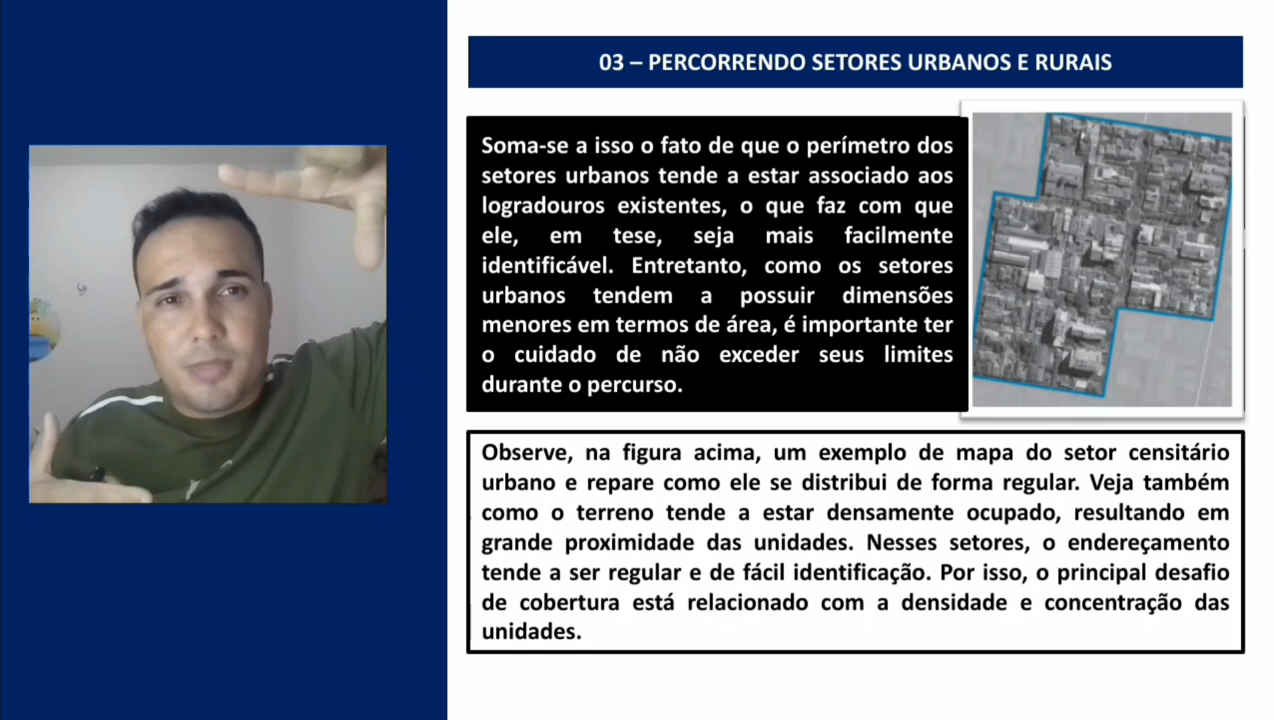 03 – PERCORRENDO SETORES URBANOS E RURAIS
Soma-se a isso o fato de que o perímetro dos
setores urbanos tende a estar associado aos
logradouros existentes, o que faz com que
ele, em tese, seja mais facilmente
identificável. Entretanto, como os setores
urbanos tendem a possuir dimensões
menores em termos de área, é importante ter
o cuidado de não exceder seus limites
durante o percurso.
Observe, na figura acima, um exemplo de mapa do setor censitário
urbano e repare como ele se distribui de forma regular. Veja também
como o terreno tende a estar densamente ocupado, resultando em
grande proximidade das unidades. Nesses setores, o endereçamento
tende a ser regular e de fácil identificação. Por isso, o principal desafio
de cobertura está relacionado com a densidade e concentração das
unidades.